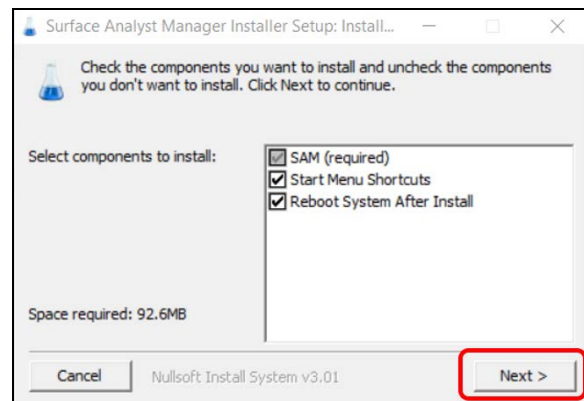 Surface Analyst Manager Installer Setup: Install...
Check the components you want to install and uncheck the components
you don't want to install. Click Next to continue.
Select components to install:
SAM (required)
Start Menu Shortcuts
Reboot System After Install
Space required: 92.6MB
Cancel
Nullsoft Install System v3.01
Next >